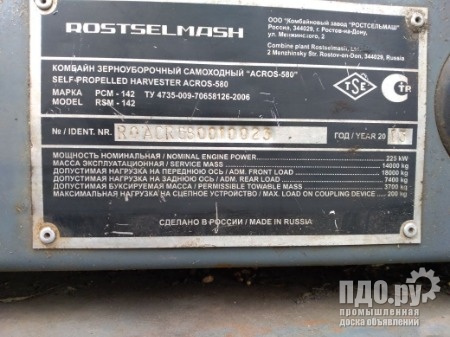 ROSTSELMASH
ООО "Комбайновый завод "РОСТСЕЛЬМАШ"
Россия, 344029, г. Ростов-на-Дону,
ул. Менжинского, 2
Combine plant Rostselmash, Ltd.
2 Menzhinsky Str. Rostov-on-Don, 344029, Russia
КОМБАЙН ЗЕРНОУБОРОЧНЫЙ САМОХОДНЫЙ "ACROS-580"
SELF-PROPELLED HARVESTER ACROS-580
МАРКА РСМ - 142 ТУ 4735-009-70658126-2006
MODEL RSM - 142
TSE
№ / IDENT. NR.
ГОД / YEAR 20 13
МОЩНОСТЬ НОМИНАЛЬНАЯ / NOMINAL ENGINE POWER 225 kW
МАССА ЭКСПЛУАТАЦИОННАЯ / SERVICE MASS 14000 kg
ДОПУСТИМАЯ НАГРУЗКА НА ПЕРЕДНЮЮ ОСЬ / ADM. FRONT LOAD 18000 kg
ДОПУСТИМАЯ НАГРУЗКА НА ЗАДНЮЮ ОСЬ / ADM. REAR LOAD 7400 kg
ДОПУСТИМАЯ БУКСИРУЕМАЯ МАССА / PERMISSIBLE TOWABLE MASS 3700 kg
МАКСИМАЛЬНАЯ НАГРУЗКА НА СЦЕПНОЕ УСТРОЙСТВО / MAX. LOAD ON COUPLING DEVICE 200 kg
СДЕЛАНО В РОССИИ / MADE IN RUSSIA
ПДО.ру
промышленная
доска объявлений